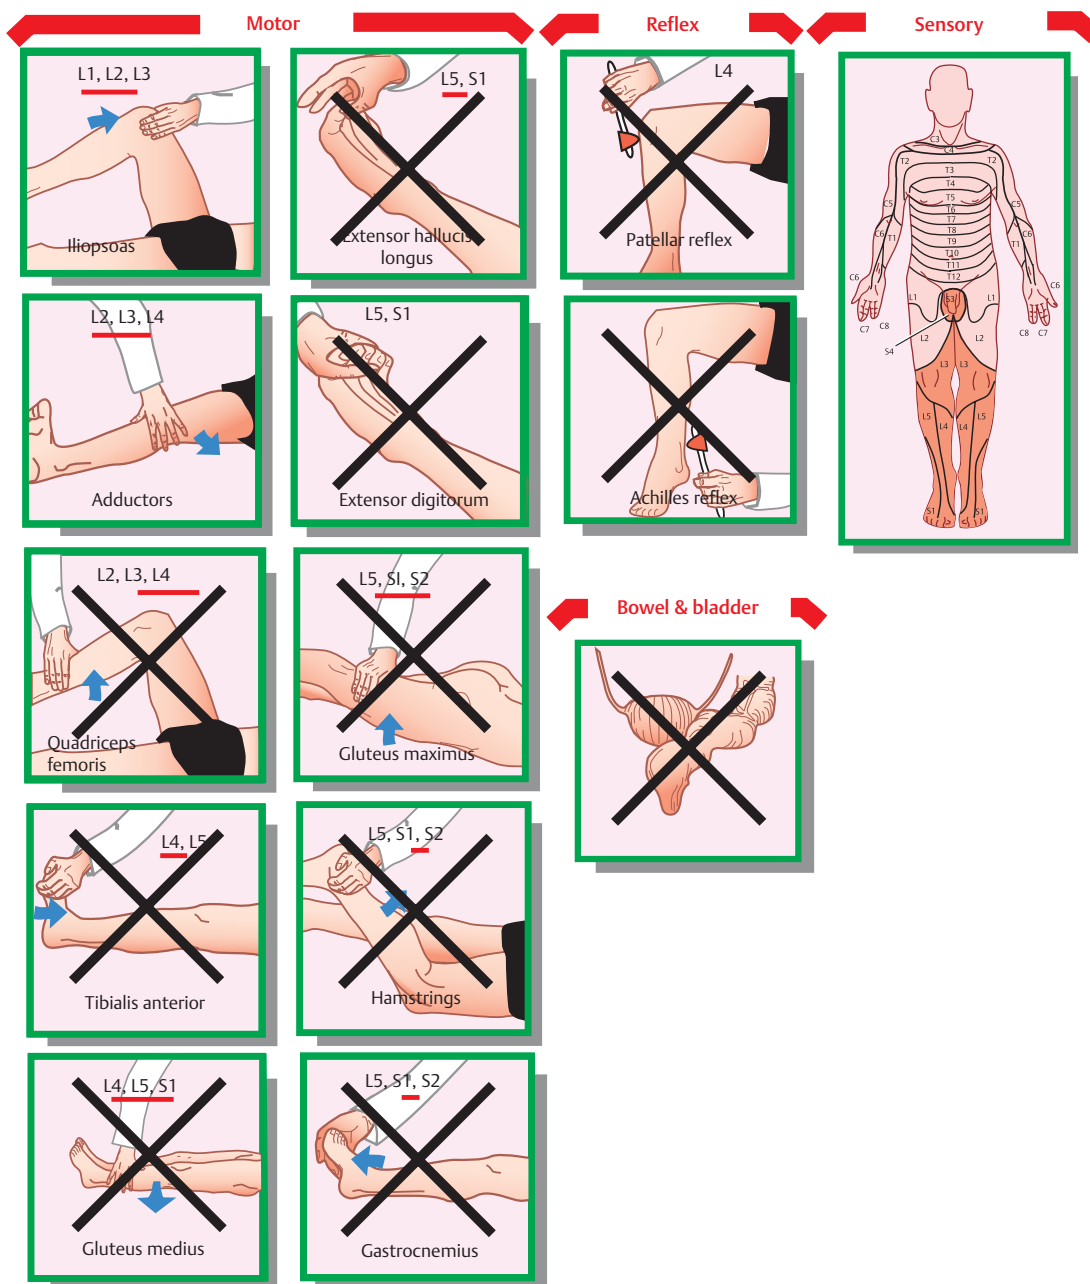 Motor
Reflex
Sensory
L1, L2, L3
Iliopsoas
L5, S1
Extensor hallucis
longus
L4
Patellar reflex
L2, L3, L4
Adductors
L5, S1
Extensor digitorum
Achilles reflex
C3
C4
T2
T2
T3
T4
T5
T6
T7
T8
T9
T10
T11
T12
C5
C5
C6
T1
C6
T1
C6
C6
C7
C8
C8
C7
L1
S3
L1
L2
L2
S4
L3
L3
L5
L5
L4
L4
S1
S1
L2, L3, L4
Quadriceps
femoris
L5, SI, S2
Gluteus maximus
Bowel & bladder
L4, L5
Tibialis anterior
L5, S1, S2
Hamstrings
L4, L5, S1
Gluteus medius
L5, S1, S2
Gastrocnemius